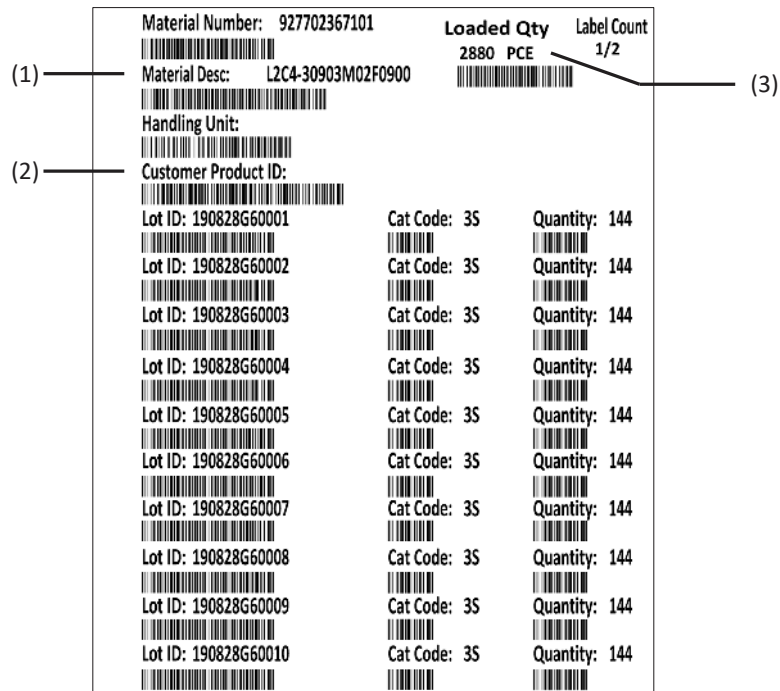 Material Number: 927702367101
Loaded Qty
Label Count
2880 PCE
1/2
(1)
Material Desc: L2C4-30903M02F0900
(3)
Handling Unit:
(2)
Customer Product ID:
Lot ID: 190828G60001 Cat Code: 3S Quantity: 144
Lot ID: 190828G60002 Cat Code: 3S Quantity: 144
Lot ID: 190828G60003 Cat Code: 3S Quantity: 144
Lot ID: 190828G60004 Cat Code: 3S Quantity: 144
Lot ID: 190828G60005 Cat Code: 3S Quantity: 144
Lot ID: 190828G60006 Cat Code: 3S Quantity: 144
Lot ID: 190828G60007 Cat Code: 3S Quantity: 144
Lot ID: 190828G60008 Cat Code: 3S Quantity: 144
Lot ID: 190828G60009 Cat Code: 3S Quantity: 144
Lot ID: 190828G60010 Cat Code: 3S Quantity: 144